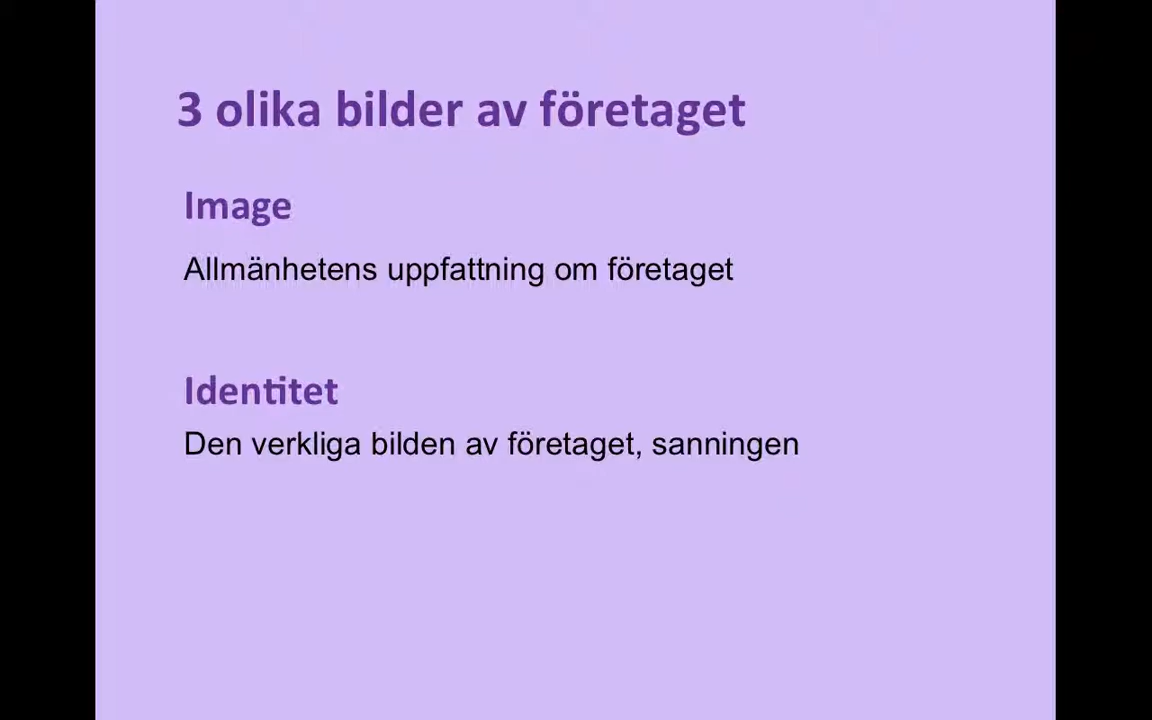 3 olika bilder av företaget
Image
Allmänhetens uppfattning om företaget
Identitet
Den verkliga bilden av företaget, sanningen